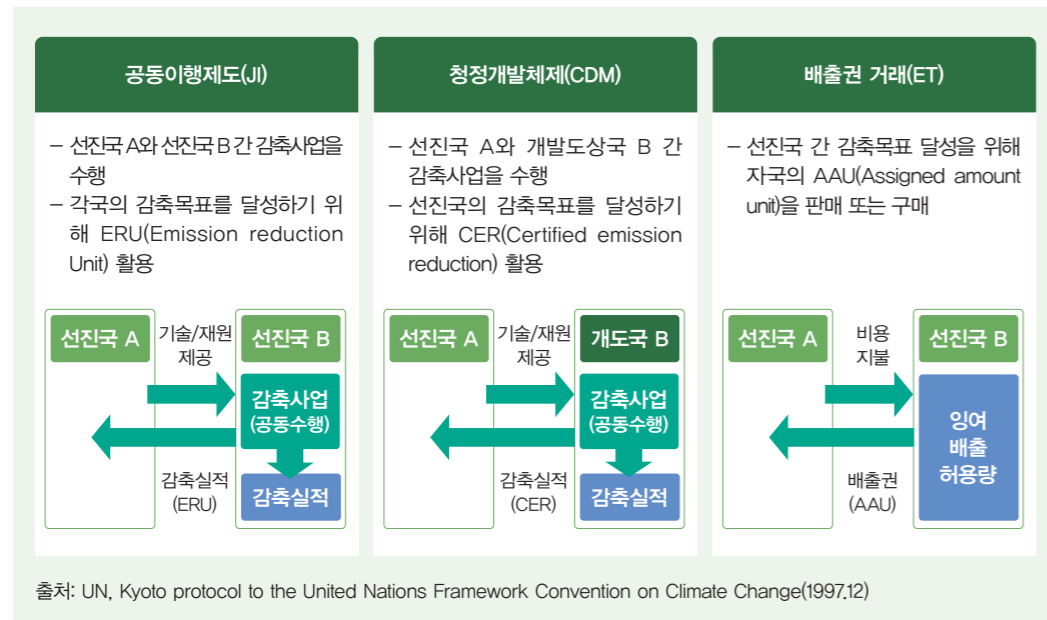 공동이행제도(JI)
– 선진국 A와 선진국 B 간 감축사업을
수행
– 각국의 감축목표를 달성하기 위
해 ERU(Emission reduction
Unit) 활용
선진국 A
기술/재원
제공
선진국 B
감축사업
(공동수행)
감축실적
(ERU)
감축실적
청정개발체제(CDM)
– 선진국 A와 개발도상국 B 간
감축사업을 수행
– 선진국의 감축목표를 달성하기
위해 CER(Certified emission
reduction) 활용
선진국 A
기술/재원
제공
개도국 B
감축사업
(공동수행)
감축실적
(CER)
감축실적
배출권 거래(ET)
– 선진국 간 감축목표 달성을 위해
자국의 AAU(Assigned amount
unit)을 판매 또는 구매
선진국 A
비용
지불
선진국 B
잉여
배출
허용량
배출권
(AAU)
출처: UN, Kyoto protocol to the United Nations Framework Convention on Climate Change(1997.12)